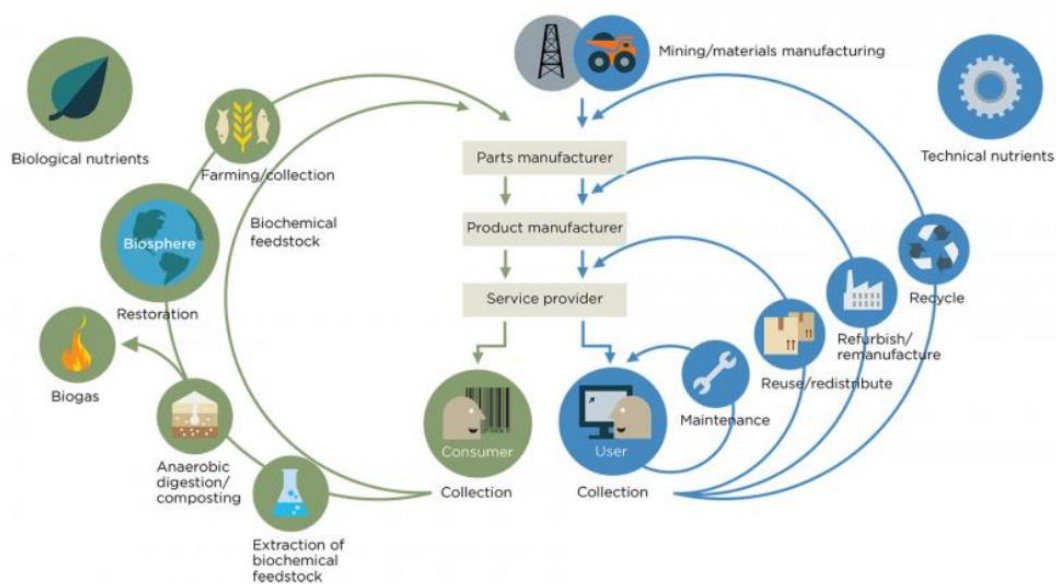 Mining/materials manufacturing
Biological nutrients
Technical nutrients
Farming/collection
Parts manufacturer
Biochemical
feedstock
Product manufacturer
Biosphere
Restoration
Service provider
Recycle
Refurbish/
remanufacture
Reuse/redistribute
Biogas
Maintenance
Consumer
User
Anaerobic
digestion/
composting
Collection
Collection
Extraction of
biochemical
feedstock